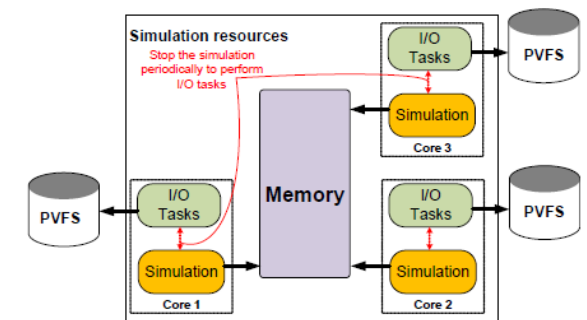 Simulation resources
Stop the simulation
periodically to perform
I/O tasks
I/O
Tasks
Simulation
Core 3
PVFS
Memory
PVFS
I/O
Tasks
Simulation
Core 1
I/O
Tasks
Simulation
Core 2
PVFS